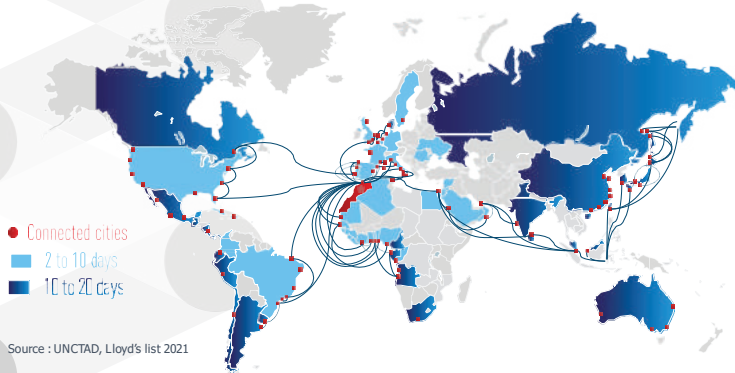 Connected cities
2 to 10 days
10 to 20 days
Source : UNCTAD, Lloyd's list 2021